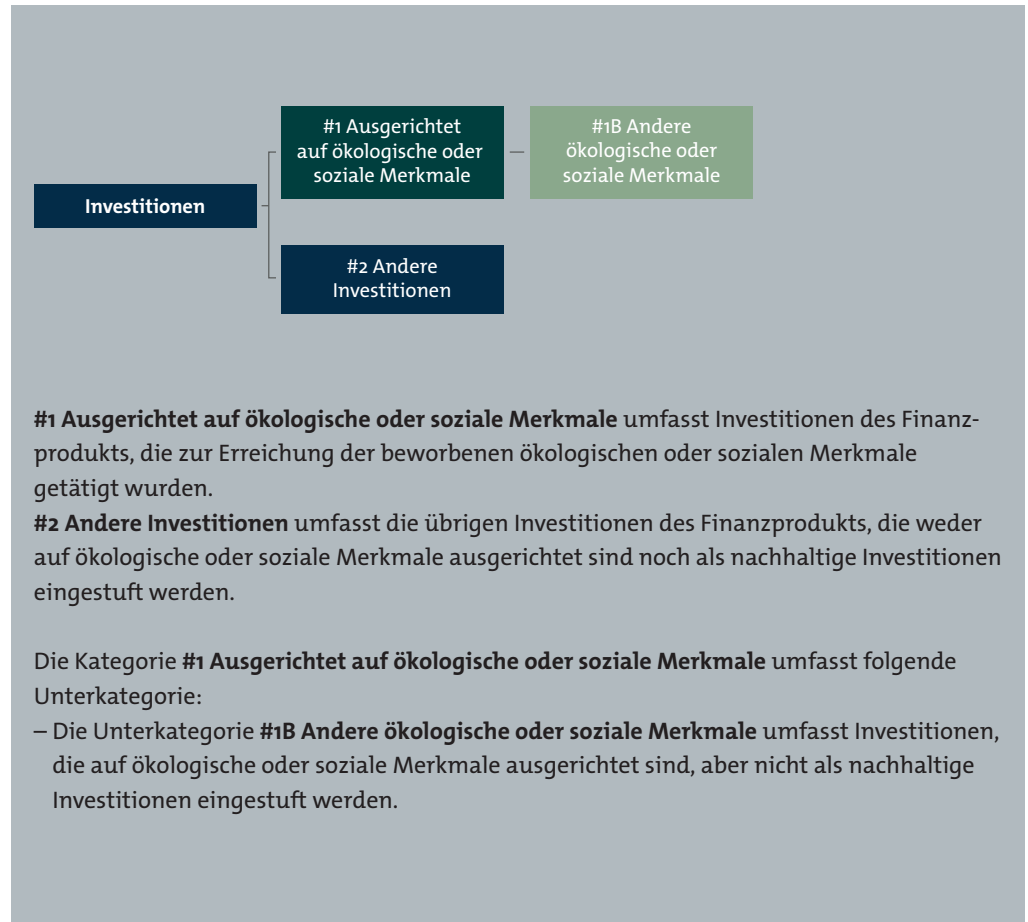 #1 Ausgerichtet
auf ökologische oder
soziale Merkmale
#1B Andere
ökologische oder
soziale Merkmale
Investitionen
#2 Andere
Investitionen
#1 Ausgerichtet auf ökologische oder soziale Merkmale umfasst Investitionen des Finanz-
produkts, die zur Erreichung der beworbenen ökologischen oder sozialen Merkmale
getätigt wurden.
#2 Andere Investitionen umfasst die übrigen Investitionen des Finanzprodukts, die weder
auf ökologische oder soziale Merkmale ausgerichtet sind noch als nachhaltige Investitionen
eingestuft werden.
Die Kategorie #1 Ausgerichtet auf ökologische oder soziale Merkmale umfasst folgende
Unterkategorie:
– Die Unterkategorie #1B Andere ökologische oder soziale Merkmale umfasst Investitionen,
die auf ökologische oder soziale Merkmale ausgerichtet sind, aber nicht als nachhaltige
Investitionen eingestuft werden.